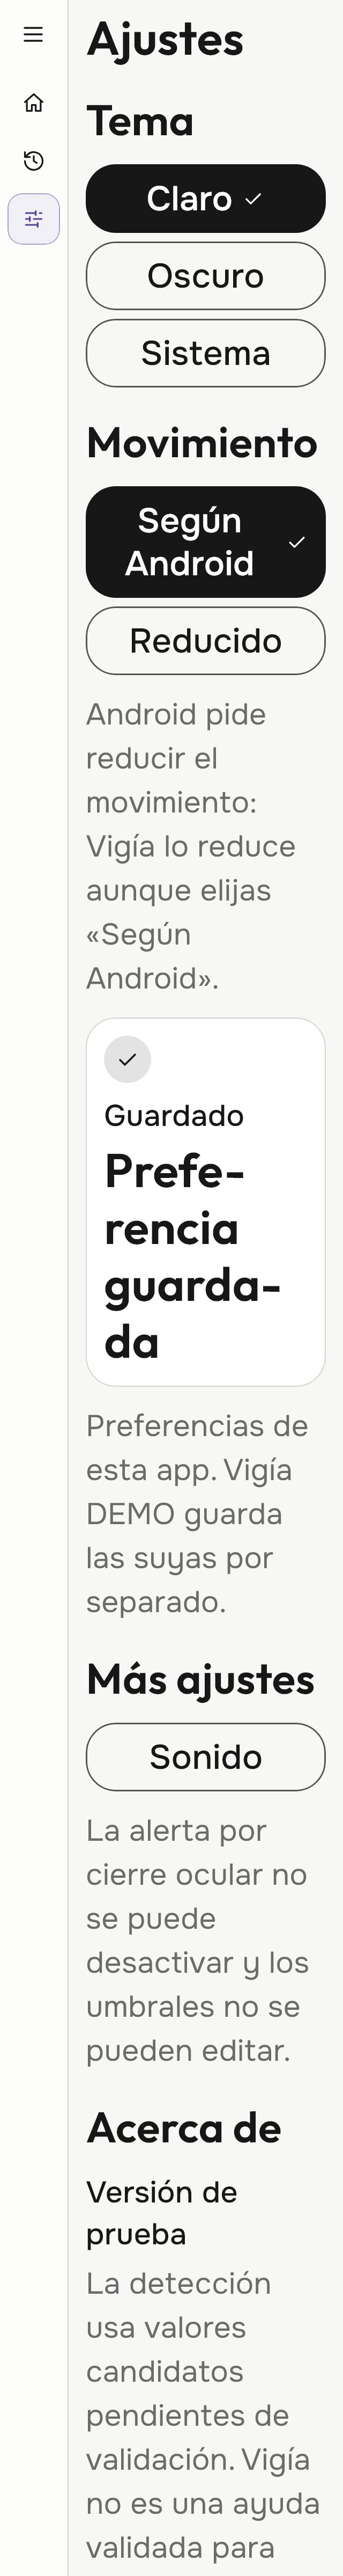 Ajustes
Tema
Claro
Oscuro
Sistema
Movimiento
Según
Android
Reducido
Android pide
reducir el
movimiento:
Vigía lo reduce
aunque elijas
«Según
Android».
Guardado
Prefe-
rencia
guarda-
da
Preferencias de
esta app. Vigía
DEMO guarda
las suyas por
separado.
Más ajustes
Sonido
La alerta por
cierre ocular no
se puede
desactivar y los
umbrales no se
pueden editar.
Acerca de
Versión de
prueba
La detección
usa valores
candidatos
pendientes de
validación. Vigía
no es una ayuda
validada para